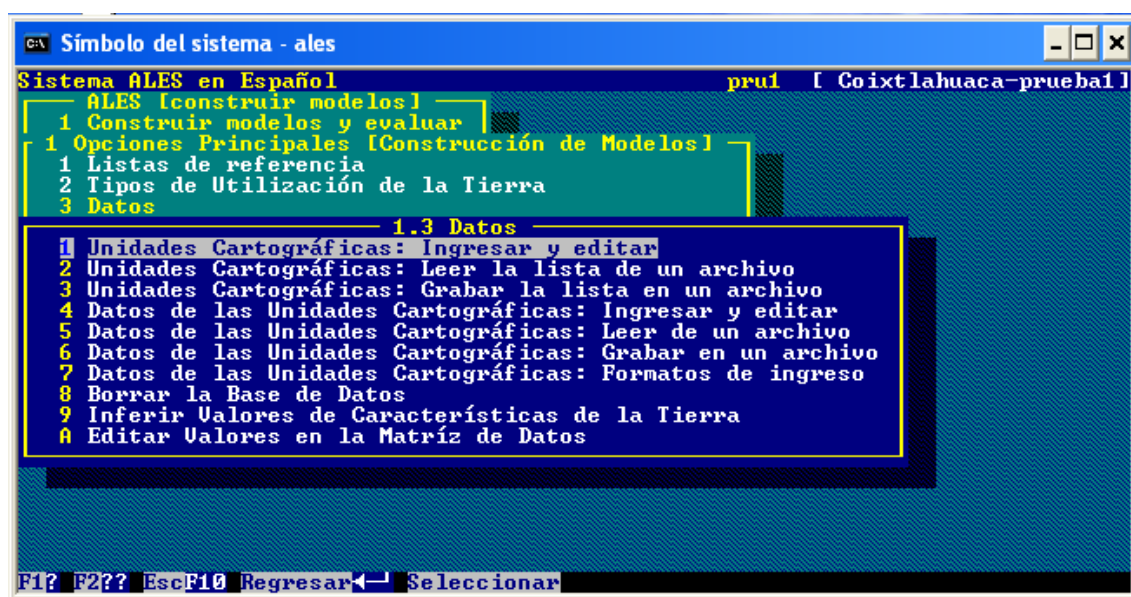 Símbolo del sistema - ales
Sistema ALES en Español pru1 [ Coixtlahuaca-prueba1]
ALES [construir modelos]
1 Construir modelos y evaluar
1 Opciones Principales [Construcción de Modelos]
1 Listas de referencia
2 Tipos de Utilización de la Tierra
3 Datos
1.3 Datos
1 Unidades Cartográficas: Ingresar y editar
2 Unidades Cartográficas: Leer la lista de un archivo
3 Unidades Cartográficas: Grabar la lista en un archivo
4 Datos de las Unidades Cartográficas: Ingresar y editar
5 Datos de las Unidades Cartográficas: Leer de un archivo
6 Datos de las Unidades Cartográficas: Grabar en un archivo
7 Datos de las Unidades Cartográficas: Formatos de ingreso
8 Borrar la Base de Datos
9 Inferir Valores de Características de la Tierra
A Editar Valores en la Matríz de Datos
F1? F2?? EscF10 Regresar◄─┘ Seleccionar